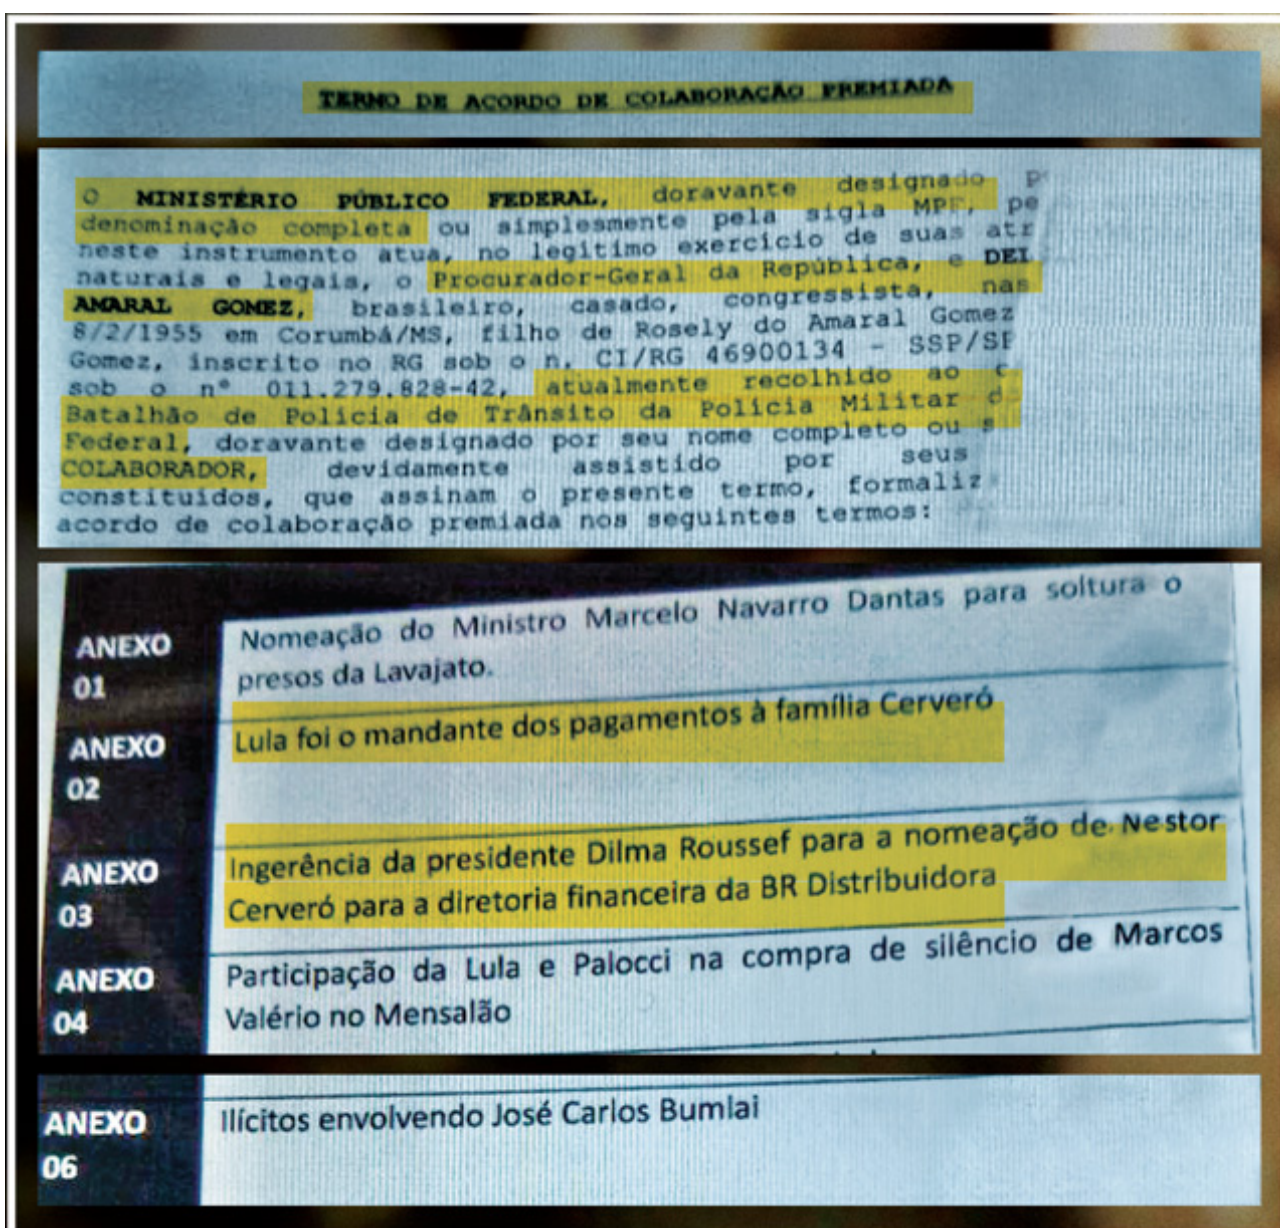 TERMO DE ACORDO DE COLABORAÇÃO PREMIADA
O MINISTÉRIO PÚBLICO FEDERAL, doravante designado
denominação completa ou simplesmente pela sigla MPF, pe
neste instrumento atua, no legítimo exercício de suas atr
naturais e legais, o Procurador-Geral da República, e DEL
AMARAL GOMEZ, brasileiro, casado, congressista, nas
8/2/1955 em Corumbá/MS, filho de Rosely do Amaral Gomez
Gomez, inscrito no RG sob o n. CI/RG 46900134 - SSP/SP
sob o nº 011.279.828-42, atualmente recolhido ao
Batalhão de Polícia de Trânsito da Polícia Militar d
Federal, doravante designado por seu nome completo ou s
COLABORADOR, devidamente assistido por seus
constituídos, que assinam o presente termo, formaliz
acordo de colaboração premiada nos seguintes termos:
ANEXO 01 Nomeação do Ministro Marcelo Navarro Dantas para soltura o
presos da Lavajato.
ANEXO 02 Lula foi o mandante dos pagamentos à família Cerveró
ANEXO 03 Ingerência da presidente Dilma Roussef para a nomeação de Nestor
Cerveró para a diretoria financeira da BR Distribuidora
ANEXO 04 Participação da Lula e Palocci na compra de silêncio de Marcos
Valério no Mensalão
ANEXO 06 Ilícitos envolvendo José Carlos Bumlai